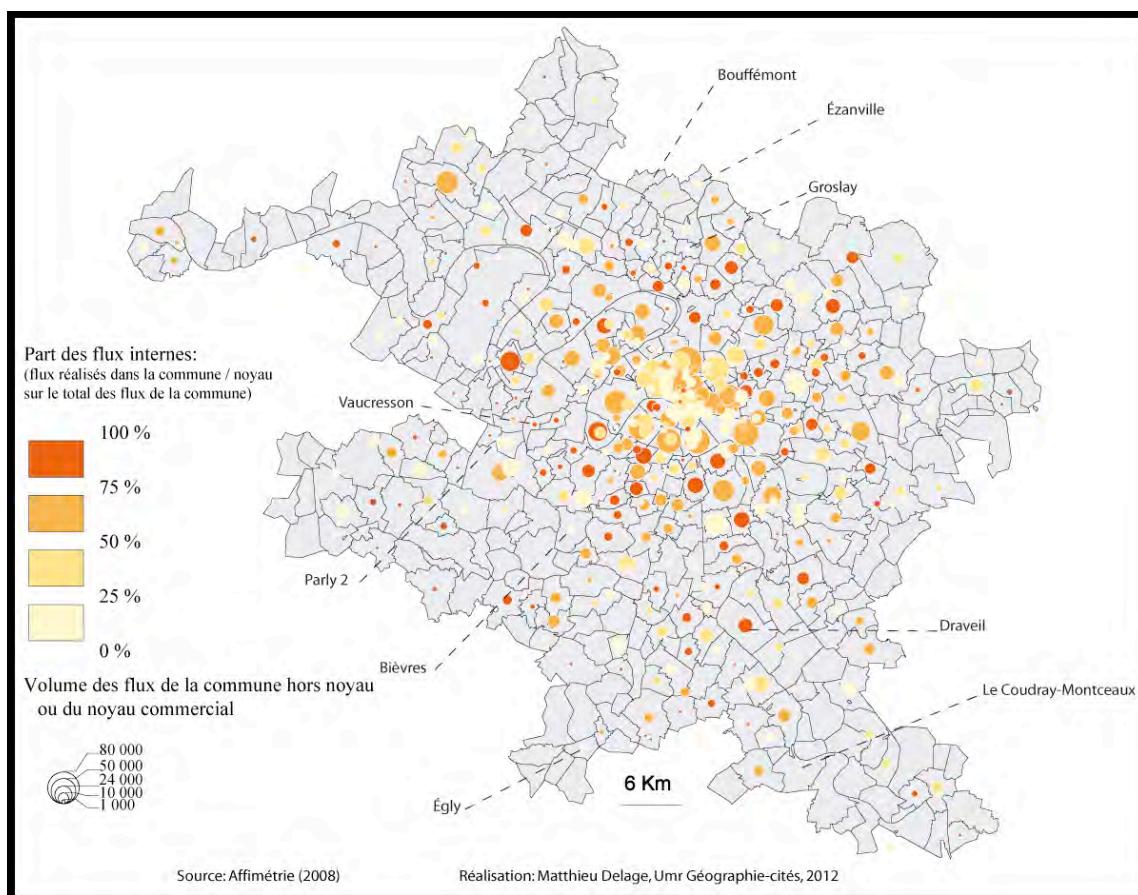 Bouffémont
Ézanville
Groslay
Part des flux internes:
(flux réalisés dans la commune / noyau
sur le total des flux de la commune)
Vaucresson
100 %
75 %
50 %
25 %
0 %
Parly 2
Bièvres
Draveil
Volume des flux de la commune hors noyau
ou du noyau commercial
Le Coudray-Montceaux
80 000
50 000
24 000
10 000
1 000
6 Km
Égly
Source: Affimétrie (2008)
Réalisation: Matthieu Delage, Umr Géographie-cités, 2012